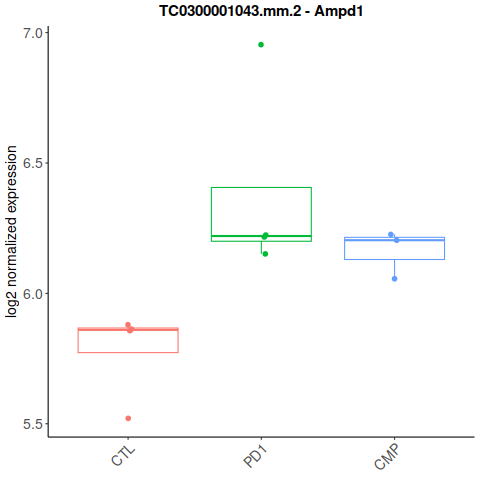 TC0300001043.mm.2 - Ampd1
log2 normalized expression
7.0
6.5
6.0
5.5
CTL
PD1
CMP